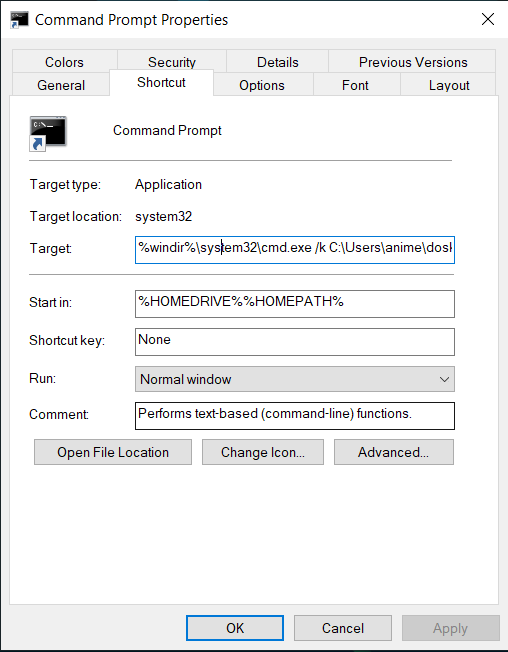 Command Prompt Properties
Colors Security Details Previous Versions
General Shortcut Options Font Layout
Command Prompt
Target type: Application
Target location: system32
Target: %windir%\system32\cmd.exe /k C:\Users\anime\dosk
Start in: %HOMEDRIVE%%HOMEPATH%
Shortcut key: None
Run: Normal window
Comment: Performs text-based (command-line) functions.
Open File Location Change Icon... Advanced...
OK Cancel Apply